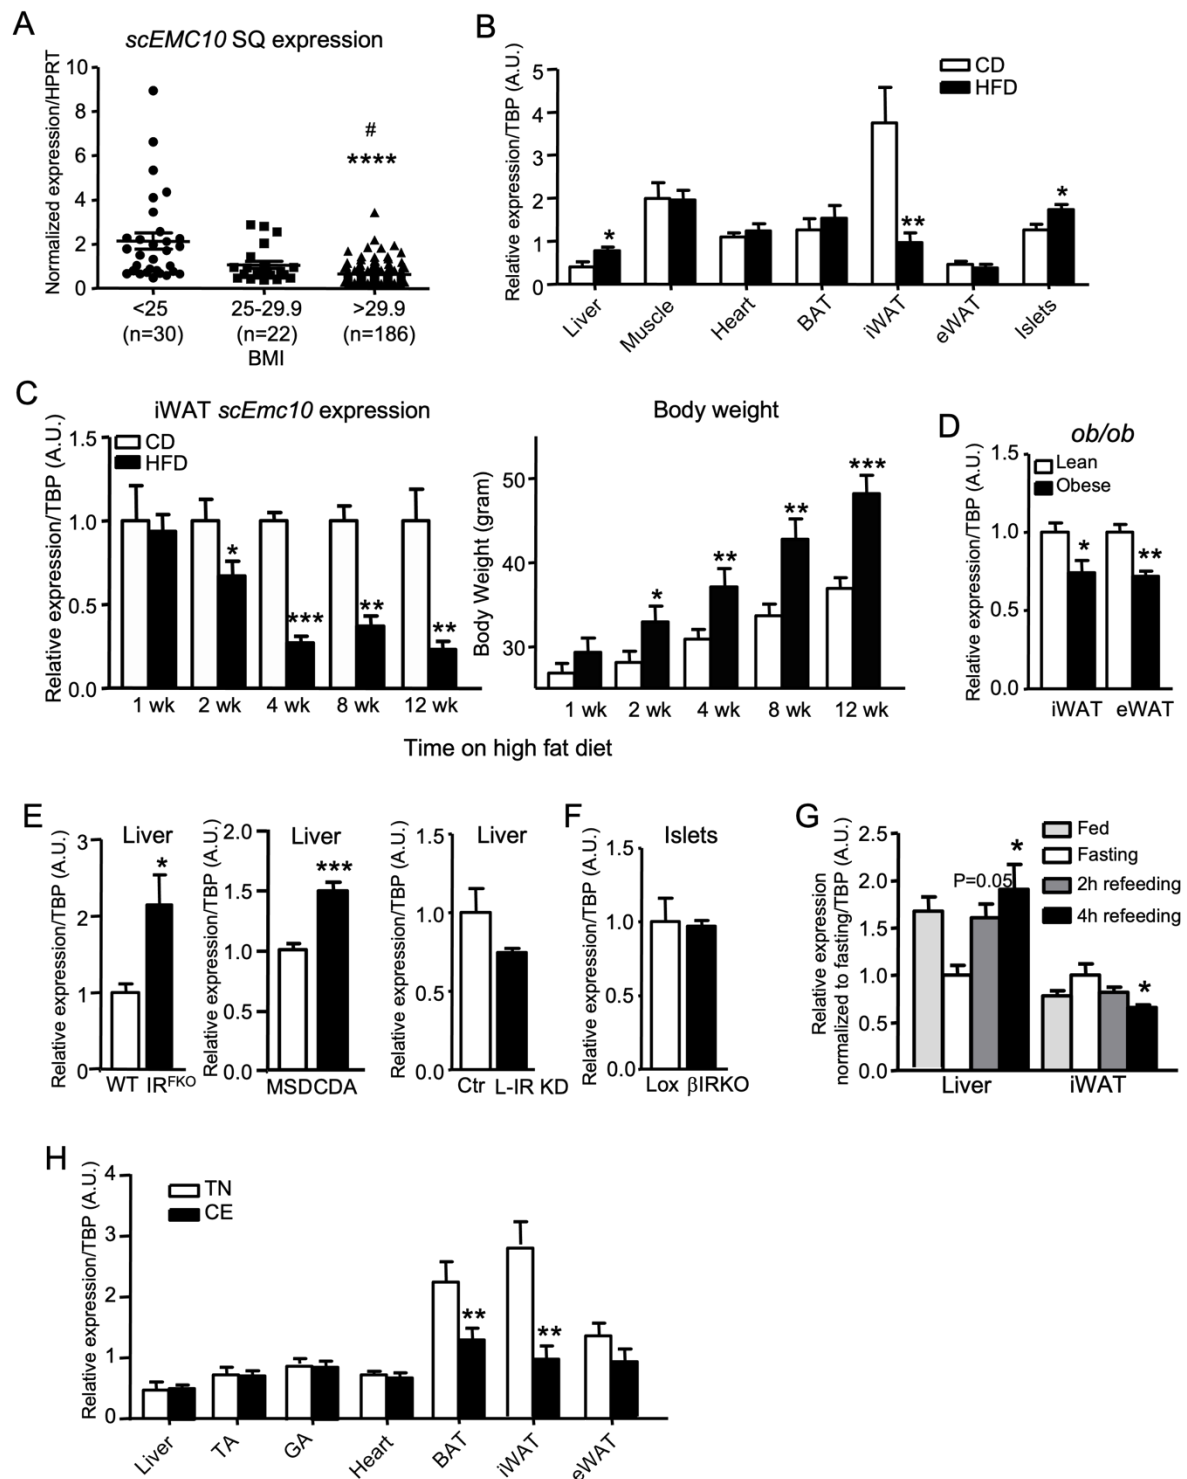 A
scEMC10 SQ expression
Normalized expression/HPRT
10
8
6
4
2
0
#
****
<25
25-29.9
>29.9
(n=30)
(n=22)
(n=186)
BMI
B
Relative expression/TBP (A.U.)
5
4
3
2
1
0
CD
HFD
*
**
*
Liver
Muscle
Heart
BAT
iWAT
eWAT
Islets
C
iWAT scEmc10 expression
Relative expression/TBP (A.U.)
1.5
1.0
0.5
0.0
CD
HFD
*
***
**
**
1 wk
2 wk
4 wk
8 wk
12 wk
Body weight
Body Weight (gram)
50
40
30
*
**
**
***
1 wk
2 wk
4 wk
8 wk
12 wk
Time on high fat diet
D
ob/ob
Relative expression/TBP (A.U.)
1.5
1.0
0.5
0.0
Lean
Obese
*
**
iWAT
eWAT
E
Liver
Relative expression/TBP (A.U.)
3
2
1
0
*
WT
IRFKO
Liver
Relative expression/TBP (A.U.)
2.0
1.5
1.0
0.5
0.0
***
MSDCDA
Liver
Relative expression/TBP (A.U.)
1.5
1.0
0.5
0.0
Ctr
L-IR KD
F
Islets
Relative expression/TBP (A.U.)
1.5
1.0
0.5
0.0
Lox
βIRKO
G
Relative expression
normalized to fasting/TBP (A.U.)
2.5
2.0
1.5
1.0
0.5
0.0
Fed
Fasting
2h refeeding
4h refeeding
P=0.05
*
*
Liver
iWAT
H
Relative expression/TBP (A.U.)
4
3
2
1
0
TN
CE
**
**
Liver
TA
GA
Heart
BAT
iWAT
eWAT